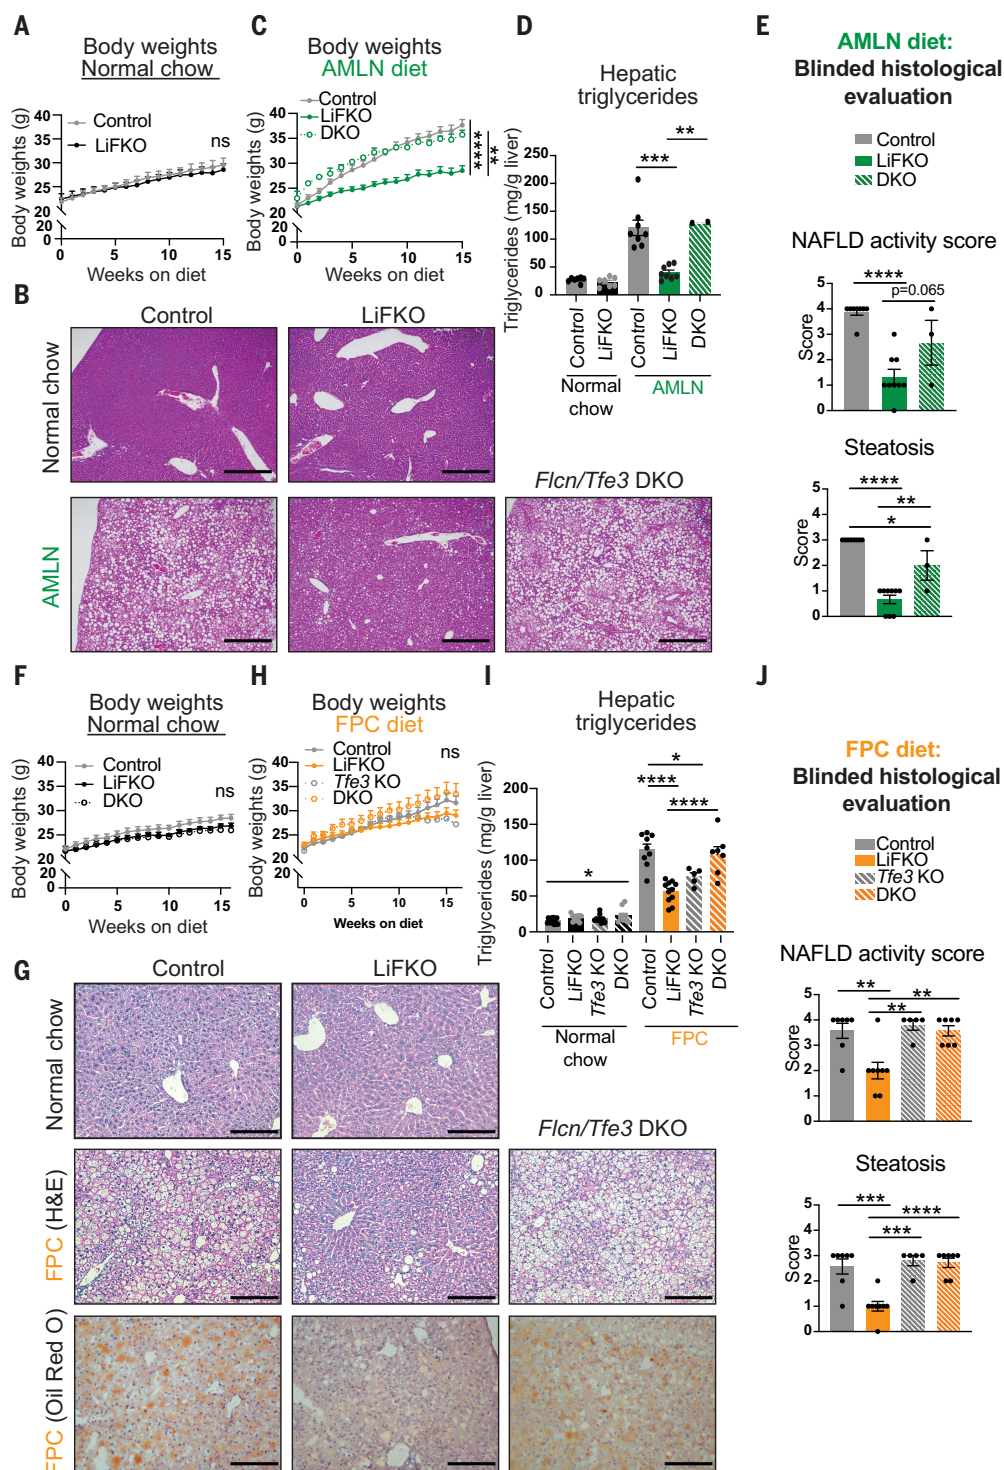 A
Body weights
Normal chow
Body weights (g)
40
35
30
25
20
20
0
Control
LiFKO
ns
0 5 10 15
Weeks on diet
C
Body weights
AMLN diet
Control
LiFKO
DKO
Body weights (g)
40
35
30
25
20
20
0
****
**
0 5 10 15
Weeks on diet
D
Hepatic
triglycerides
Triglycerides (mg/g liver)
250
200
150
100
50
0
**
***
Control
LiFKO
Control
LiFKO
DKO
Normal
chow
AMLN
E
AMLN diet:
Blinded histological
evaluation
Control
LiFKO
DKO
NAFLD activity score
****
p=0.065
Score
5
4
3
2
1
0
Steatosis
****
**
*
Score
5
4
3
2
1
0
B
Control LiFKO
Normal chow
Flcn/Tfe3 DKO
AMLN
F
Body weights
Normal chow
Body weights (g)
40
35
30
25
20
20
0
Control
LiFKO
DKO
ns
0 5 10 15
Weeks on diet
H
Body weights
FPC diet
Control
LiFKO
Tfe3 KO
DKO
ns
Body weights (g)
40
35
30
25
20
20
0
0 5 10 15
Weeks on diet
I
Hepatic
triglycerides
Triglycerides (mg/g liver)
200
150
100
50
0
*
****
****
*
Control
LiFKO
Tfe3 KO
DKO
Control
LiFKO
Tfe3 KO
DKO
Normal
chow
FPC
J
FPC diet:
Blinded histological
evaluation
Control
LiFKO
Tfe3 KO
DKO
NAFLD activity score
** **
**
Score
5
4
3
2
1
0
Steatosis
***
****
***
Score
5
4
3
2
1
0
G
Control LiFKO
Normal chow
Flcn/Tfe3 DKO
FPC (H&E)
FPC (Oil Red O)